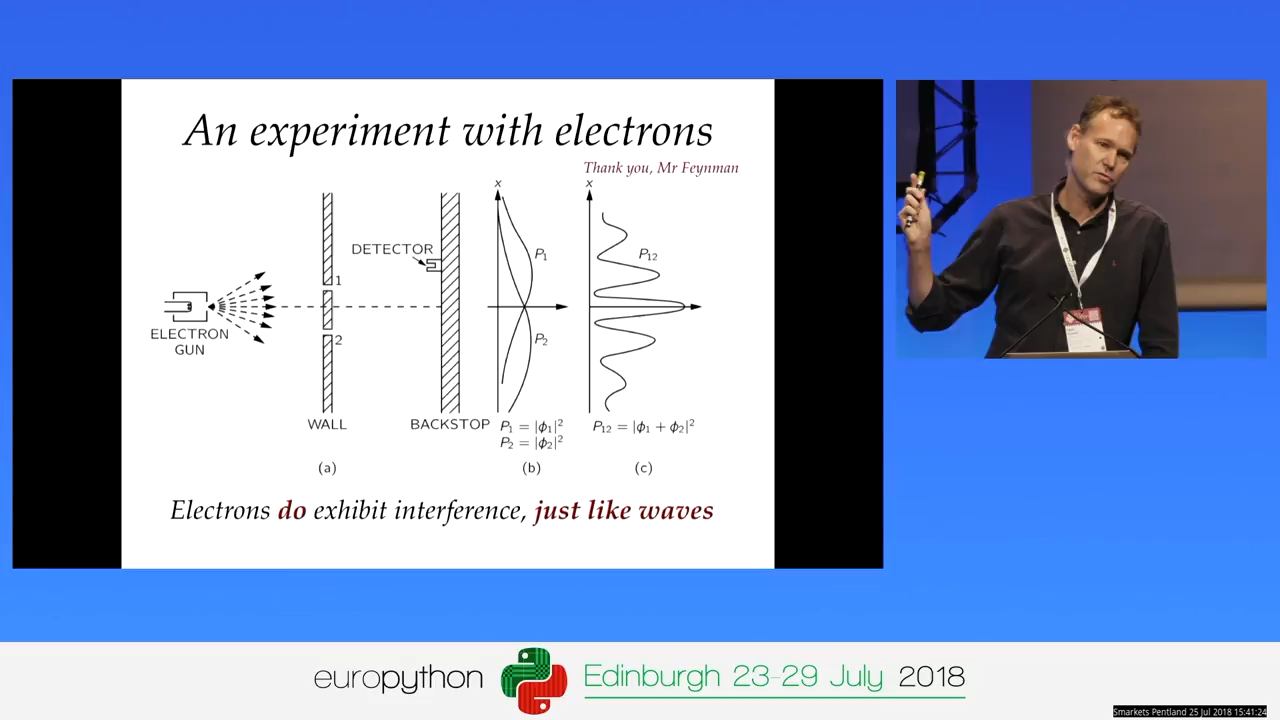 An experiment with electrons
Thank you, Mr Feynman
x
x
DETECTOR
P₁
P₁₂
1
ELECTRON
GUN
2
P₂
WALL
BACKSTOP
P₁ = |ϕ₁|²
P₂ = |ϕ₂|²
P₁₂ = |ϕ₁ + ϕ₂|²
(a)
(b)
(c)
Electrons do exhibit interference, just like waves
europython
Edinburgh 23-29 July 2018
Smarkets Pentland 25 Jul 2018 15:41:24